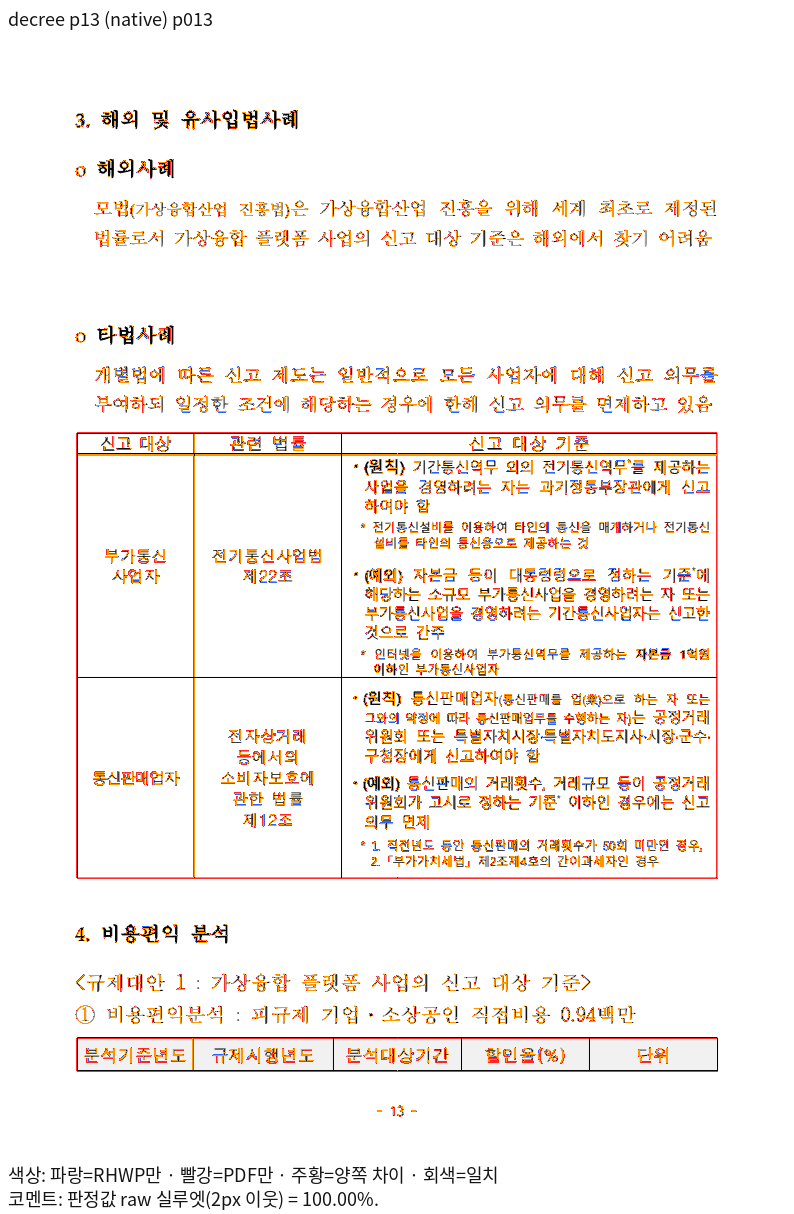 decree p13 (native) p013
3. 해외 및 유사입법사례
o 해외사례
모법(가상융합산업 진흥법)은 가상융합산업 진흥을 위해 세계 최초로 제정된
법률로서 가상융합 플랫폼 사업의 신고 대상 기준은 해외에서 찾기 어려움
o 타법사례
개별법에 따른 신고 제도는 일반적으로 모든 사업자에 대해 신고 의무를
부여하되 일정한 조건에 해당하는 경우에 한해 신고 의무를 면제하고 있음
신고 대상 관련 법률 신고 대상 기준
부가통신
사업자
전기통신사업법
제22조
· (원칙) 기간통신역무 외의 전기통신역무*를 제공하는
사업을 경영하려는 자는 과기정통부장관에게 신고
하여야 함
* 전기통신설비를 이용하여 타인의 통신을 매개하거나 전기통신
설비를 타인의 통신용으로 제공하는 것
· (예외) 자본금 등이 대통령령으로 정하는 기준*에
해당하는 소규모 부가통신사업을 경영하려는 자 또는
부가통신사업을 경영하려는 기간통신사업자는 신고한
것으로 간주
* 인터넷을 이용하여 부가통신역무를 제공하는 자본금 1억원
이하인 부가통신사업자
통신판매업자
전자상거래
등에서의
소비자보호에
관한 법률
제12조
· (원칙) 통신판매업자(통신판매를 업(業)으로 하는 자 또는
그와의 약정에 따라 통신판매업무를 수행하는 자)는 공정거래
위원회 또는 특별자치시장·특별자치도지사·시장·군수·
구청장에게 신고하여야 함
· (예외) 통신판매의 거래횟수, 거래규모 등이 공정거래
위원회가 고시로 정하는 기준* 이하인 경우에는 신고
의무 면제
* 1. 직전년도 동안 통신판매의 거래횟수가 50회 미만인 경우,
2. 「부가가치세법」 제2조제4호의 간이과세자인 경우
4. 비용편익 분석
<규제대안 1 : 가상융합 플랫폼 사업의 신고 대상 기준>
① 비용편익분석 : 피규제 기업·소상공인 직접비용 0.94백만
분석기준년도 규제시행년도 분석대상기간 할인율(%) 단위
- 13 -
색상: 파랑=RHWP만 · 빨강=PDF만 · 주황=양쪽 차이 · 회색=일치
코멘트: 판정값 raw 실루엣(2px 이웃) = 100.00%.